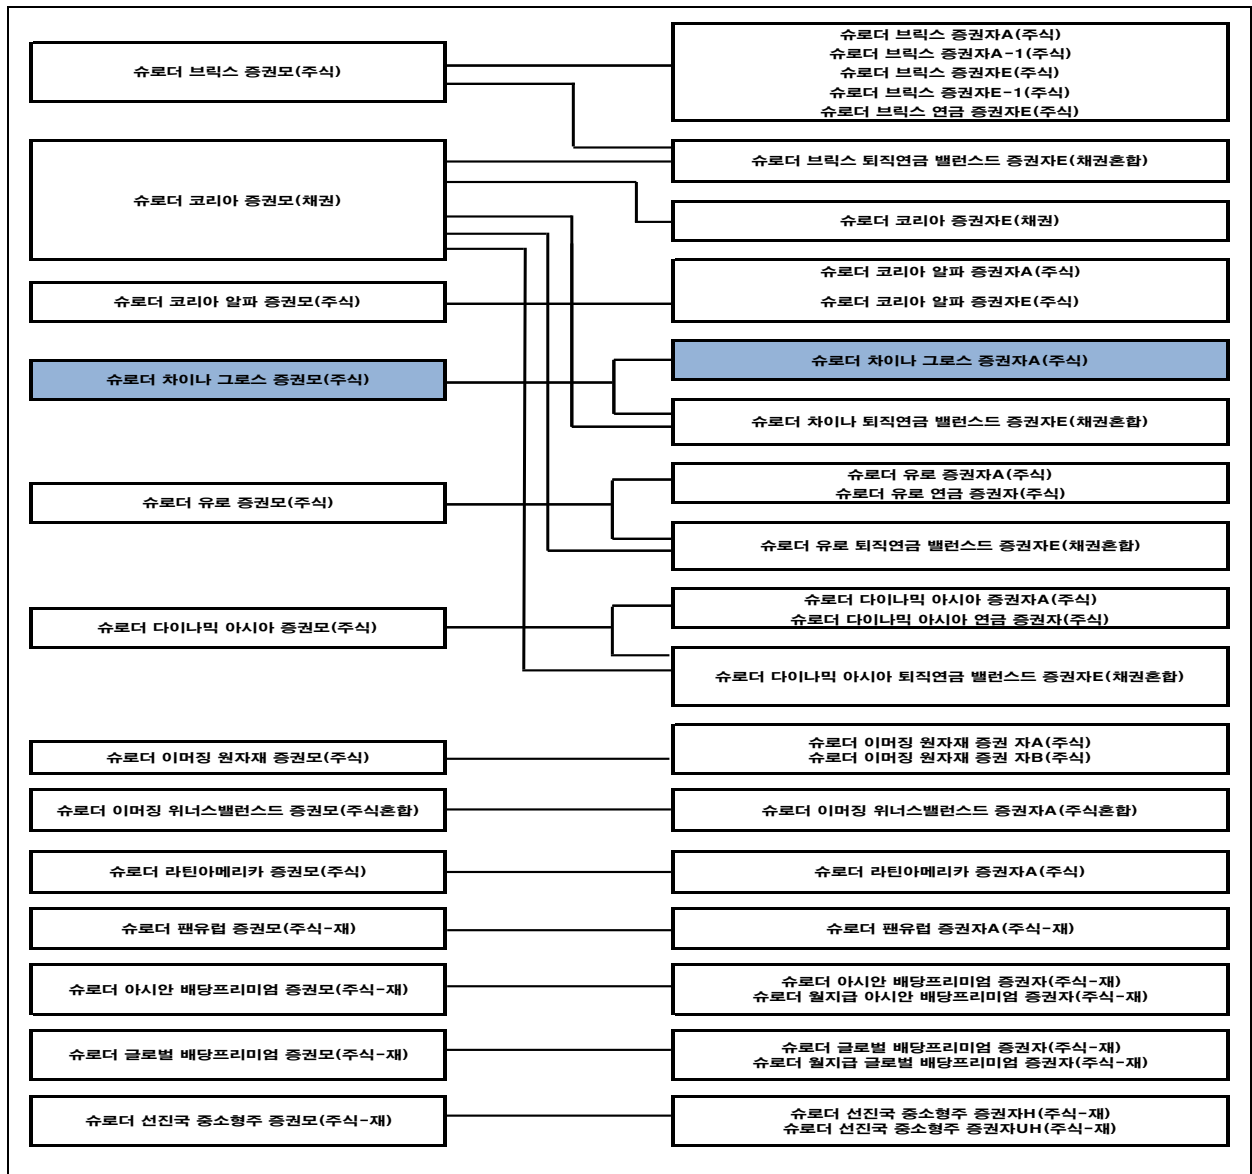 슈로더 브릭스 증권모(주식)
슈로더 브릭스 증권자A(주식)
슈로더 브릭스 증권자A-1(주식)
슈로더 브릭스 증권자E(주식)
슈로더 브릭스 증권자E-1(주식)
슈로더 브릭스 연금 증권자E(주식)
슈로더 브릭스 퇴직연금 밸런스드 증권자E(채권혼합)
슈로더 코리아 증권모(채권)
슈로더 코리아 증권자E(채권)
슈로더 코리아 알파 증권모(주식)
슈로더 코리아 알파 증권자A(주식)
슈로더 코리아 알파 증권자E(주식)
슈로더 차이나 그로스 증권모(주식)
슈로더 차이나 그로스 증권자A(주식)
슈로더 차이나 퇴직연금 밸런스드 증권자E(채권혼합)
슈로더 유로 증권모(주식)
슈로더 유로 증권자A(주식)
슈로더 유로 연금 증권자(주식)
슈로더 유로 퇴직연금 밸런스드 증권자E(채권혼합)
슈로더 다이나믹 아시아 증권모(주식)
슈로더 다이나믹 아시아 증권자A(주식)
슈로더 다이나믹 아시아 연금 증권자(주식)
슈로더 다이나믹 아시아 퇴직연금 밸런스드 증권자E(채권혼합)
슈로더 이머징 원자재 증권모(주식)
슈로더 이머징 원자재 증권 자A(주식)
슈로더 이머징 원자재 증권 자B(주식)
슈로더 이머징 위너스밸런스드 증권모(주식혼합)
슈로더 이머징 위너스밸런스드 증권자A(주식혼합)
슈로더 라틴아메리카 증권모(주식)
슈로더 라틴아메리카 증권자A(주식)
슈로더 팬유럽 증권모(주식-재)
슈로더 팬유럽 증권자A(주식-재)
슈로더 아시안 배당프리미엄 증권모(주식-재)
슈로더 아시안 배당프리미엄 증권자(주식-재)
슈로더 월지급 아시안 배당프리미엄 증권자(주식-재)
슈로더 글로벌 배당프리미엄 증권모(주식-재)
슈로더 글로벌 배당프리미엄 증권자(주식-재)
슈로더 월지급 글로벌 배당프리미엄 증권자(주식-재)
슈로더 선진국 중소형주 증권모(주식-재)
슈로더 선진국 중소형주 증권자H(주식-재)
슈로더 선진국 중소형주 증권자UH(주식-재)